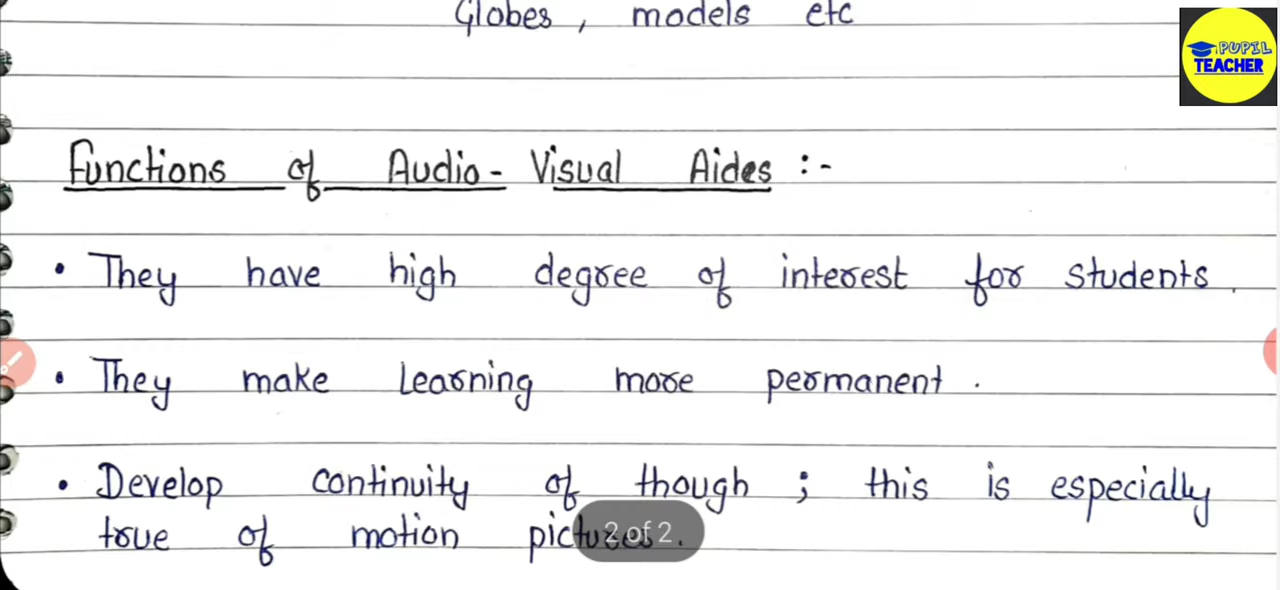 Globes, models etc
PUPIL
TEACHER
Functions of Audio-Visual Aides :-
• They have high degree of interest for students.
• They make Learning more permanent.
• Develop continuity of though ; this is especially
true of motion pictures.
2 of 2